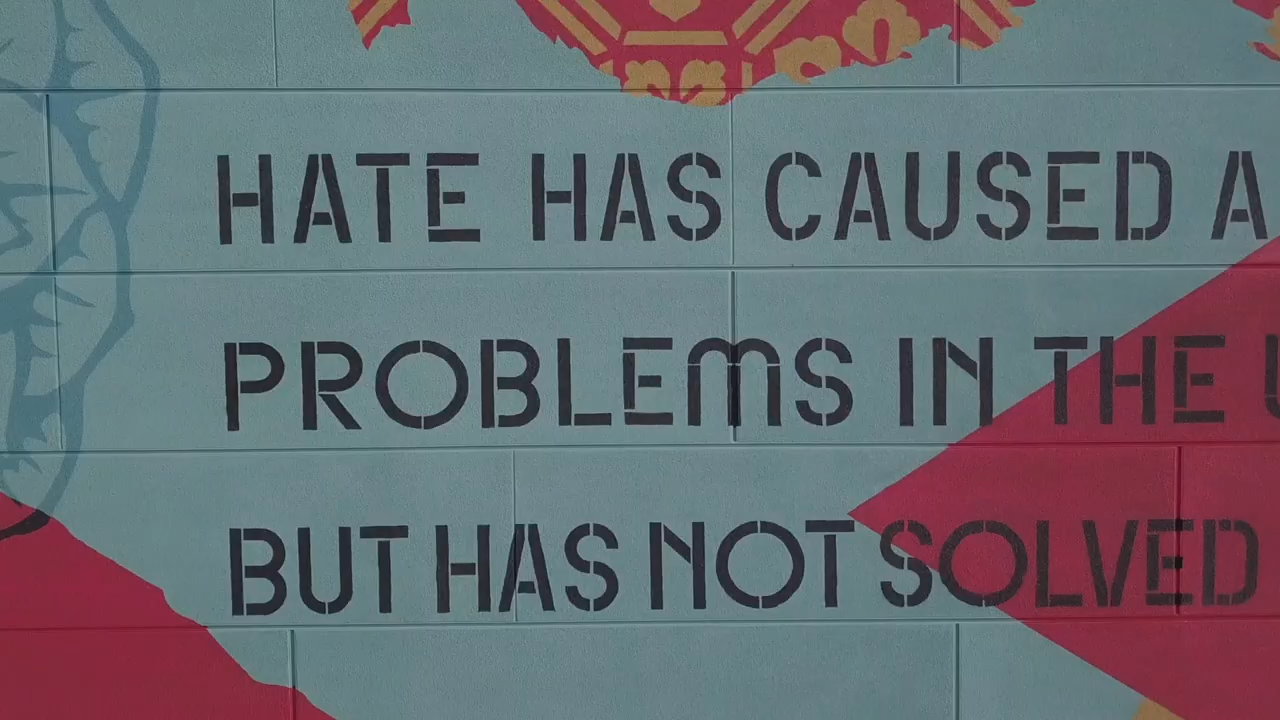 HATE HAS CAUSED A
PROBLEMS IN THE
BUT HAS NOT SOLVED